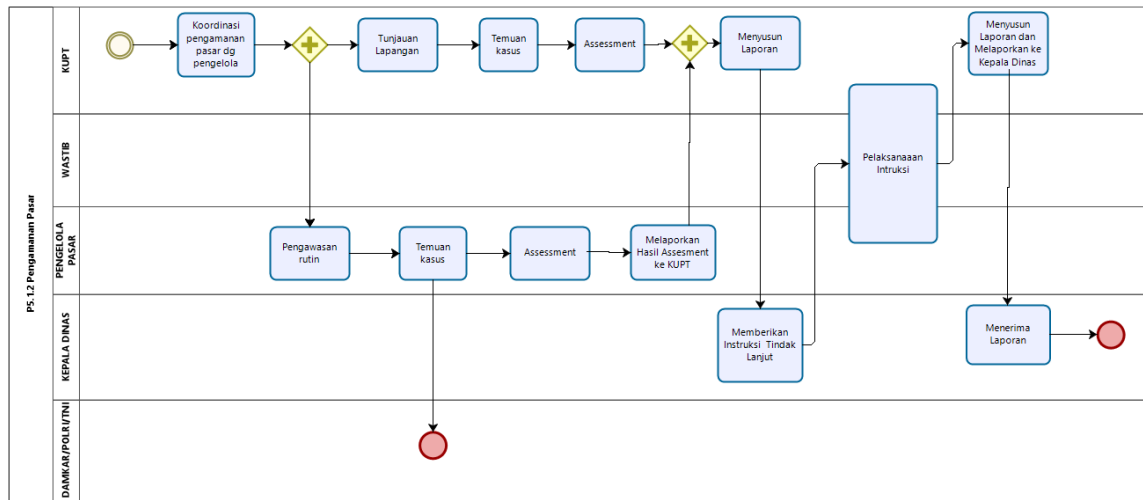 P5.1.2 Pengamanan Pasar
KUPT
Koordinasi
pengamanan
pasar dg
pengelola
Tunjauan
Lapangan
Temuan
kasus
Assessment
Menyusun
Laporan
Menyusun
Laporan dan
Melaporkan ke
Kepala Dinas
WASTIB
Pelaksanaaan
Intruksi
PENGELOLA
PASAR
Pengawasan
rutin
Temuan
kasus
Assessment
Melaporkan
Hasil Assesment
ke KUPT
KEPALA DINAS
Memberikan
Instruksi Tindak
Lanjut
Menerima
Laporan
DAMKAR/POLRI/TNI